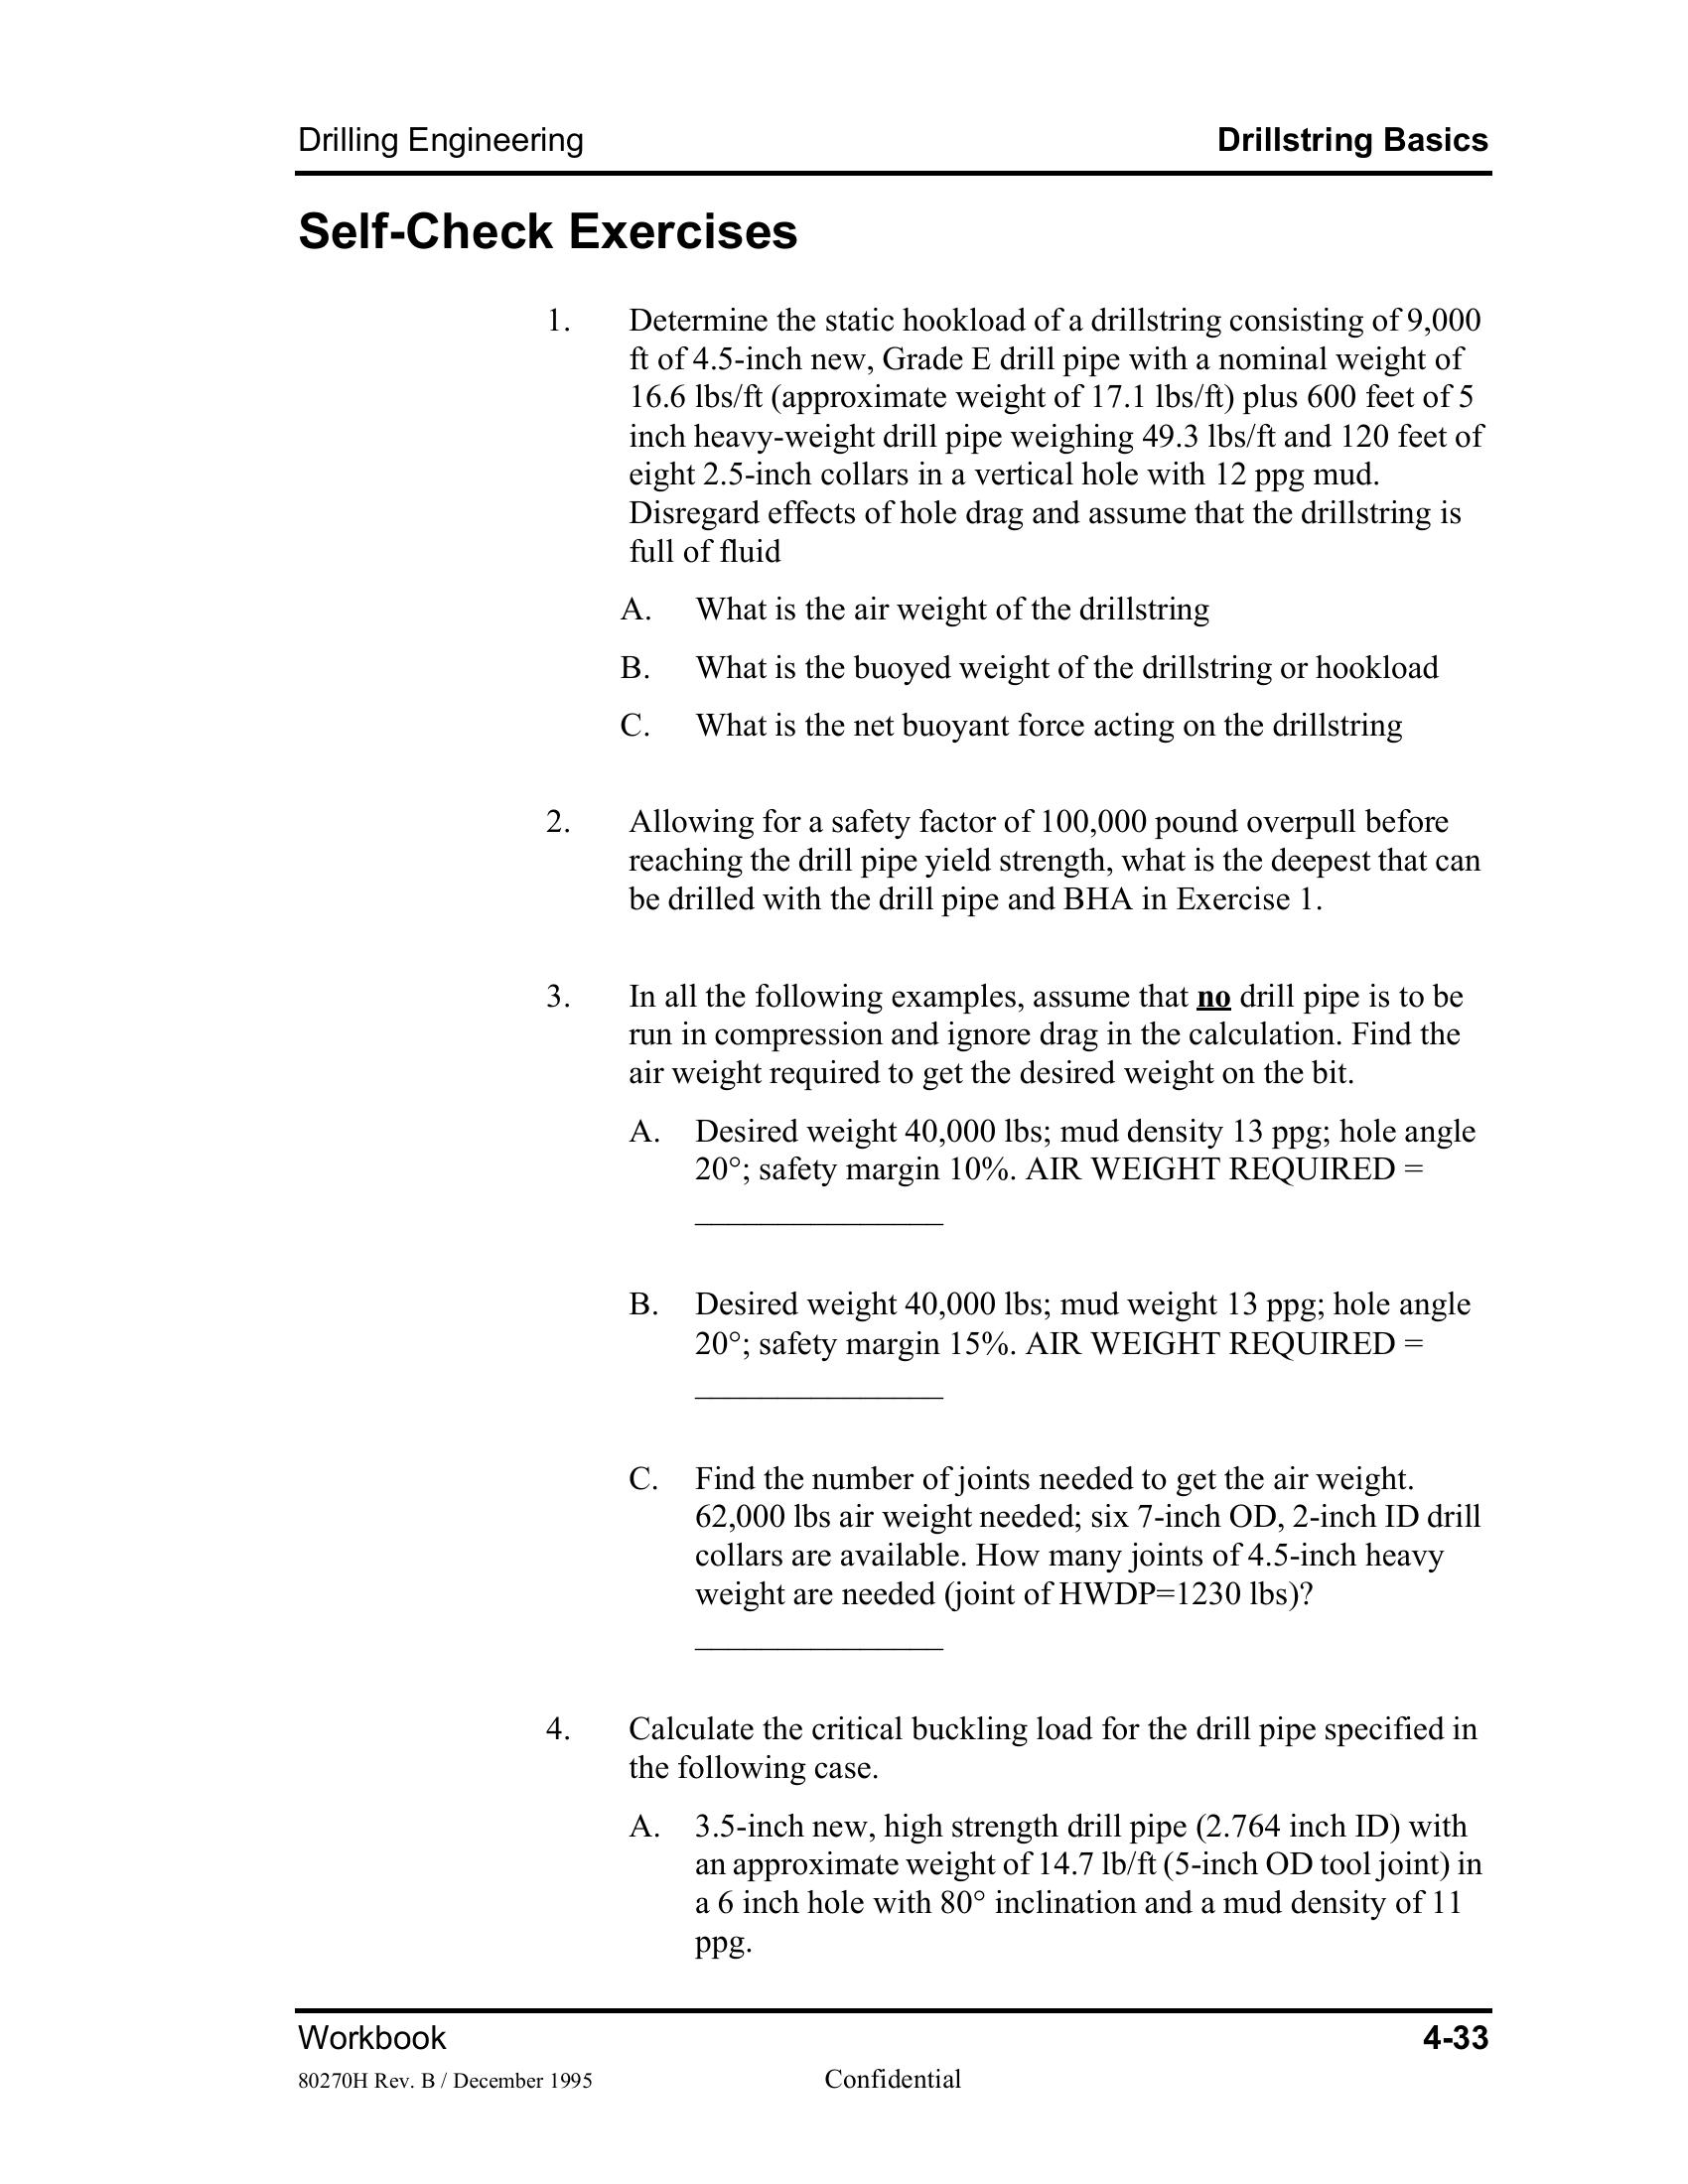 Drilling Engineering Drillstring Basics
Self-Check Exercises
1. Determine the static hookload of a drillstring consisting of 9,000
ft of 4.5-inch new, Grade E drill pipe with a nominal weight of
16.6 lbs/ft (approximate weight of 17.1 lbs/ft) plus 600 feet of 5
inch heavy-weight drill pipe weighing 49.3 lbs/ft and 120 feet of
eight 2.5-inch collars in a vertical hole with 12 ppg mud.
Disregard effects of hole drag and assume that the drillstring is
full of fluid
A. What is the air weight of the drillstring
B. What is the buoyed weight of the drillstring or hookload
C. What is the net buoyant force acting on the drillstring
2. Allowing for a safety factor of 100,000 pound overpull before
reaching the drill pipe yield strength, what is the deepest that can
be drilled with the drill pipe and BHA in Exercise 1.
3. In all the following examples, assume that no drill pipe is to be
run in compression and ignore drag in the calculation. Find the
air weight required to get the desired weight on the bit.
A. Desired weight 40,000 lbs; mud density 13 ppg; hole angle
20°; safety margin 10%. AIR WEIGHT REQUIRED =
_______________
B. Desired weight 40,000 lbs; mud weight 13 ppg; hole angle
20°; safety margin 15%. AIR WEIGHT REQUIRED =
_______________
C. Find the number of joints needed to get the air weight.
62,000 lbs air weight needed; six 7-inch OD, 2-inch ID drill
collars are available. How many joints of 4.5-inch heavy
weight are needed (joint of HWDP=1230 lbs)?
_______________
4. Calculate the critical buckling load for the drill pipe specified in
the following case.
A. 3.5-inch new, high strength drill pipe (2.764 inch ID) with
an approximate weight of 14.7 lb/ft (5-inch OD tool joint) in
a 6 inch hole with 80° inclination and a mud density of 11
ppg.
Workbook 4-33
80270H Rev. B / December 1995 Confidential